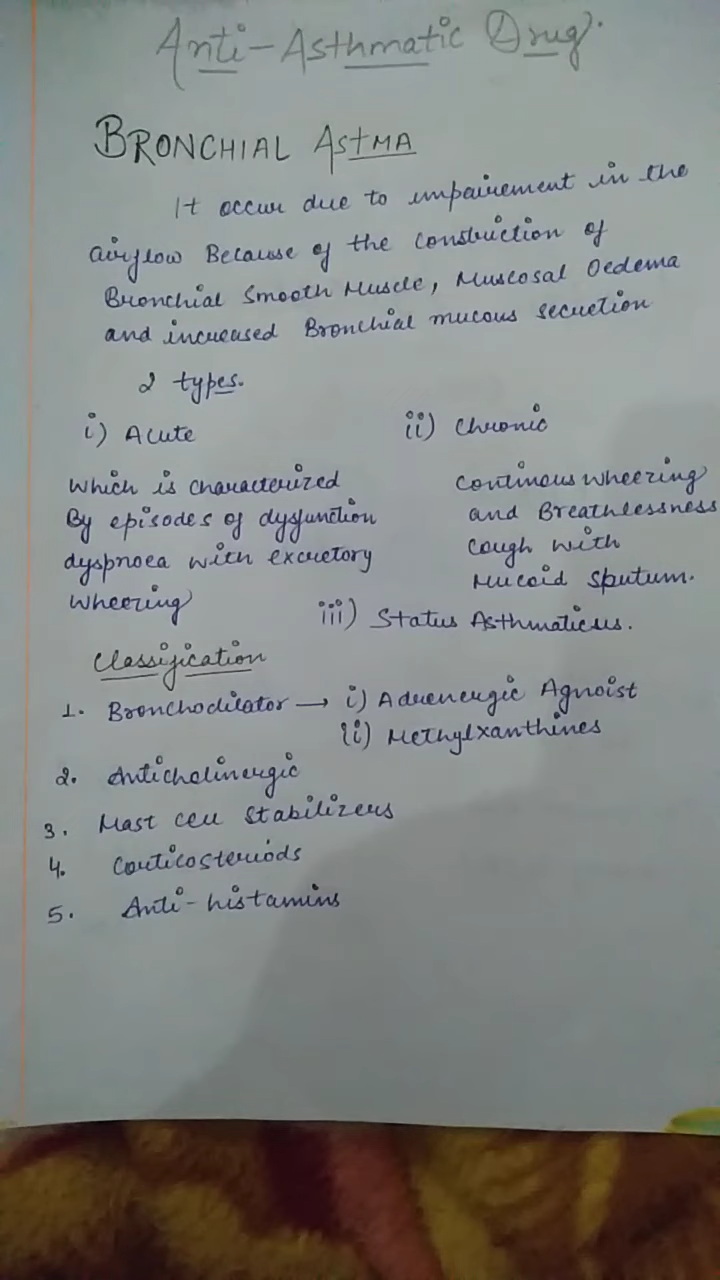 Anti-Asthmatic Drug.
BRONCHIAL ASTMA
It occur due to impairement in the
airflow Because of the construction of
Bronchial Smooth Muscle, Muscosal Oedema
and increased Bronchial mucous secretion
2 types.
i) Acute
ii) Chronic
Which is characterized
By episodes of dysfunction
dyspnoea with excretory
wheezing
Continous wheezing
and Breathlessness
Cough with
Mucoid Sputum.
iii) Status Asthmaticus.
Classification
1. Bronchodilator → i) Adrenergic Agnoist
ii) Methylxanthines
2. Anticholinergic
3. Mast cell Stabilizers
4. Corticosteriods
5. Anti-histamins